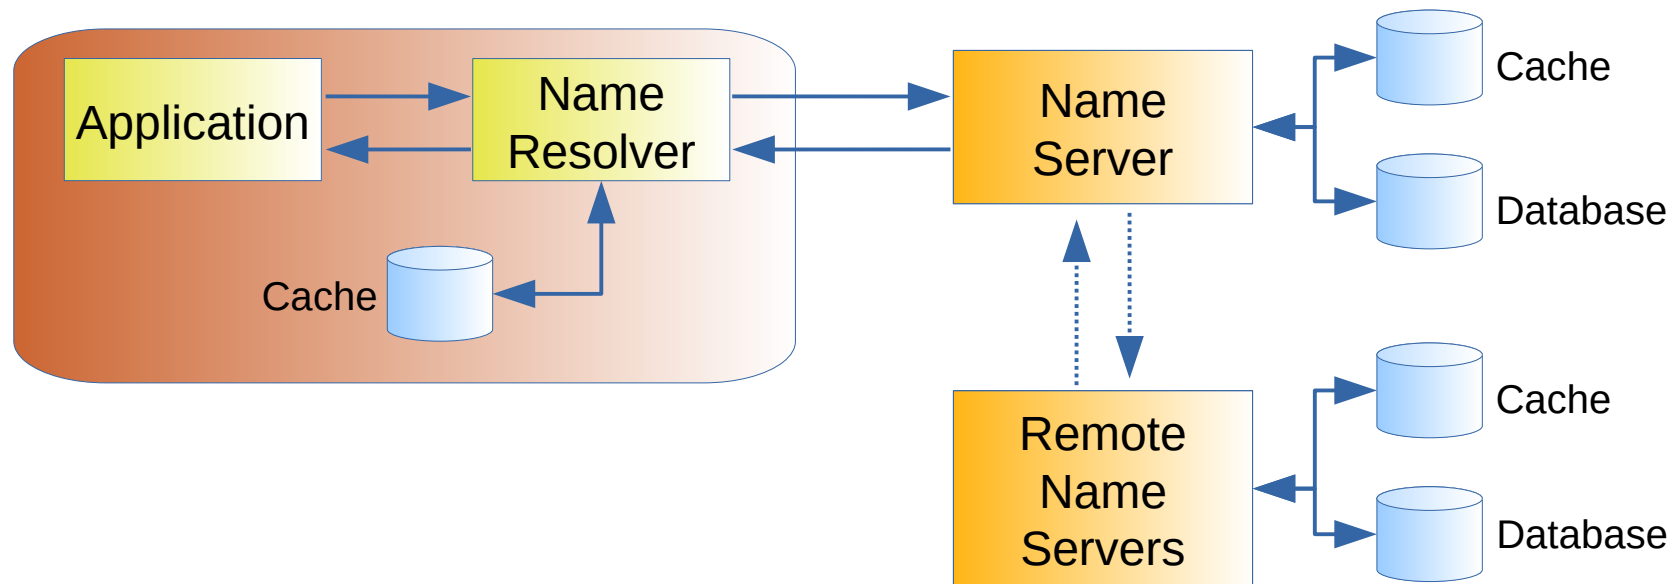 Application
Name
Resolver
Cache
Name
Server
Cache
Database
Remote
Name
Servers
Cache
Database